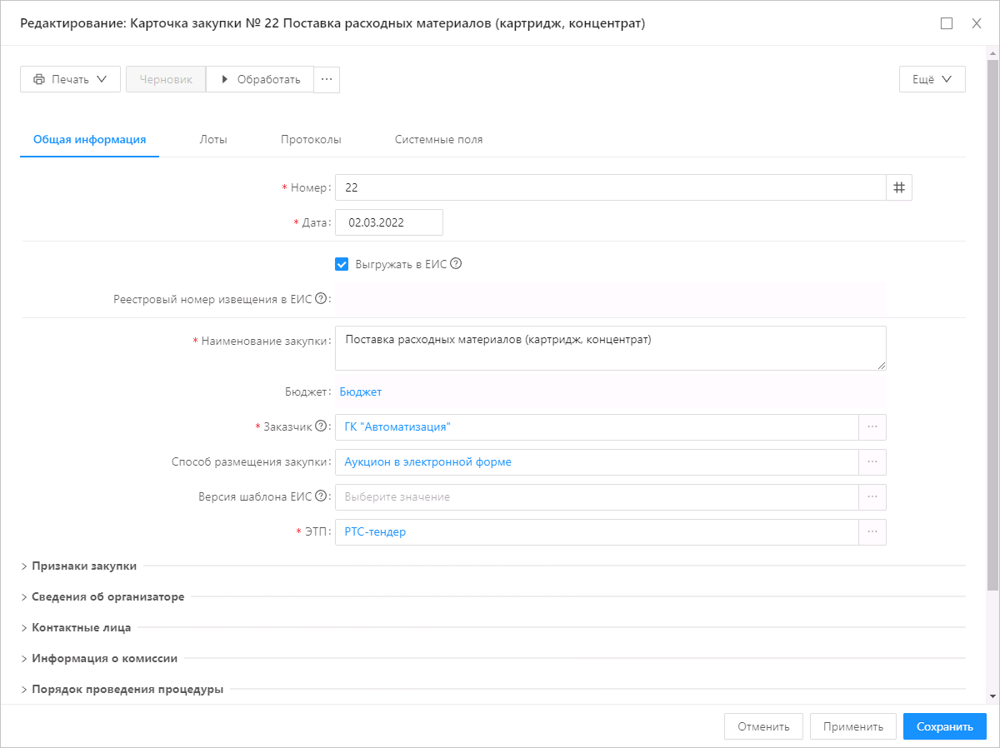 Редактирование: Карточка закупки № 22 Поставка расходных материалов (картридж, концентрат)
Печать Черновик Обработать ... Ещё
Общая информация Лоты Протоколы Системные поля
* Номер: 22 #
* Дата: 02.03.2022
Выгружать в ЕИС ?
Реестровый номер извещения в ЕИС ? :
* Наименование закупки: Поставка расходных материалов (картридж, концентрат)
Бюджет: Бюджет
* Заказчик ? : ГК "Автоматизация" ...
Способ размещения закупки: Аукцион в электронной форме ...
Версия шаблона ЕИС ? : Выберите значение ...
* ЭТП: РТС-тендер ...
Признаки закупки
Сведения об организаторе
Контактные лица
Информация о комиссии
Порядок проведения процедуры
Отменить Применить Сохранить